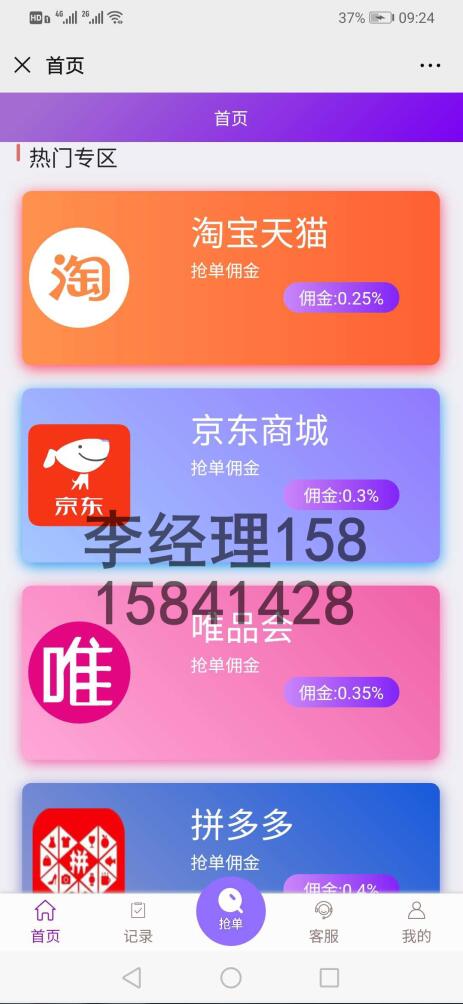 HD 4G 2G 37% 09:24
首页
首页
热门专区
淘
淘宝天猫
抢单佣金
佣金:0.25%
京东商城
抢单佣金
京东
佣金:0.3%
李经理158
15841428
唯品会
唯
抢单佣金
佣金:0.35%
拼多多
拼
抢单佣金
佣金:0.4%
首页
记录
抢单
客服
我的